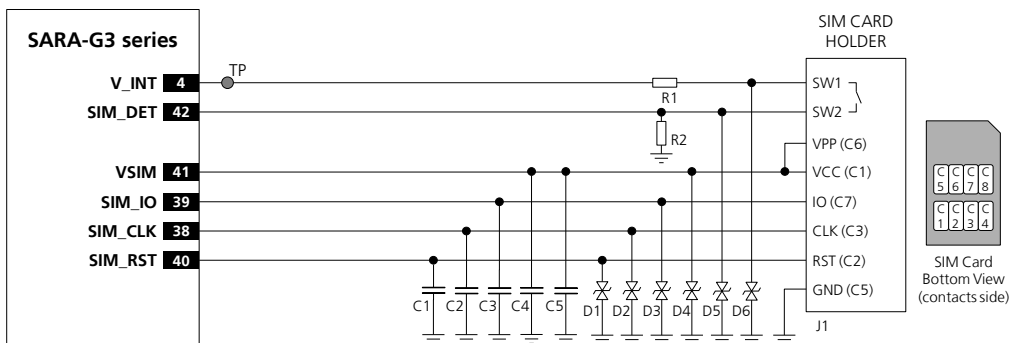 SARA-G3 series
V_INT 4
SIM_DET 42
VSIM 41
SIM_IO 39
SIM_CLK 38
SIM_RST 40
TP
R1
R2
C1 C2 C3 C4 C5 D1 D2 D3 D4 D5 D6
SIM CARD
HOLDER
SW1
SW2
VPP (C6)
VCC (C1)
IO (C7)
CLK (C3)
RST (C2)
GND (C5)
J1
C5 C6 C7 C8
C1 C2 C3 C4
SIM Card
Bottom View
(contacts side)